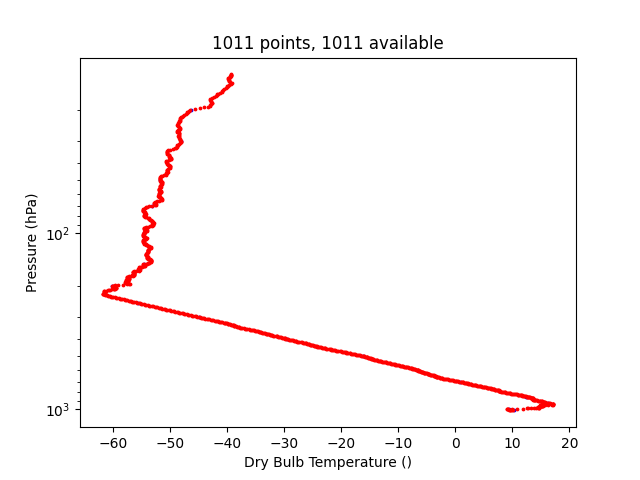 1011 points, 1011 available
Pressure (hPa)
10²
10³
−60 −50 −40 −30 −20 −10 0 10 20
Dry Bulb Temperature ()